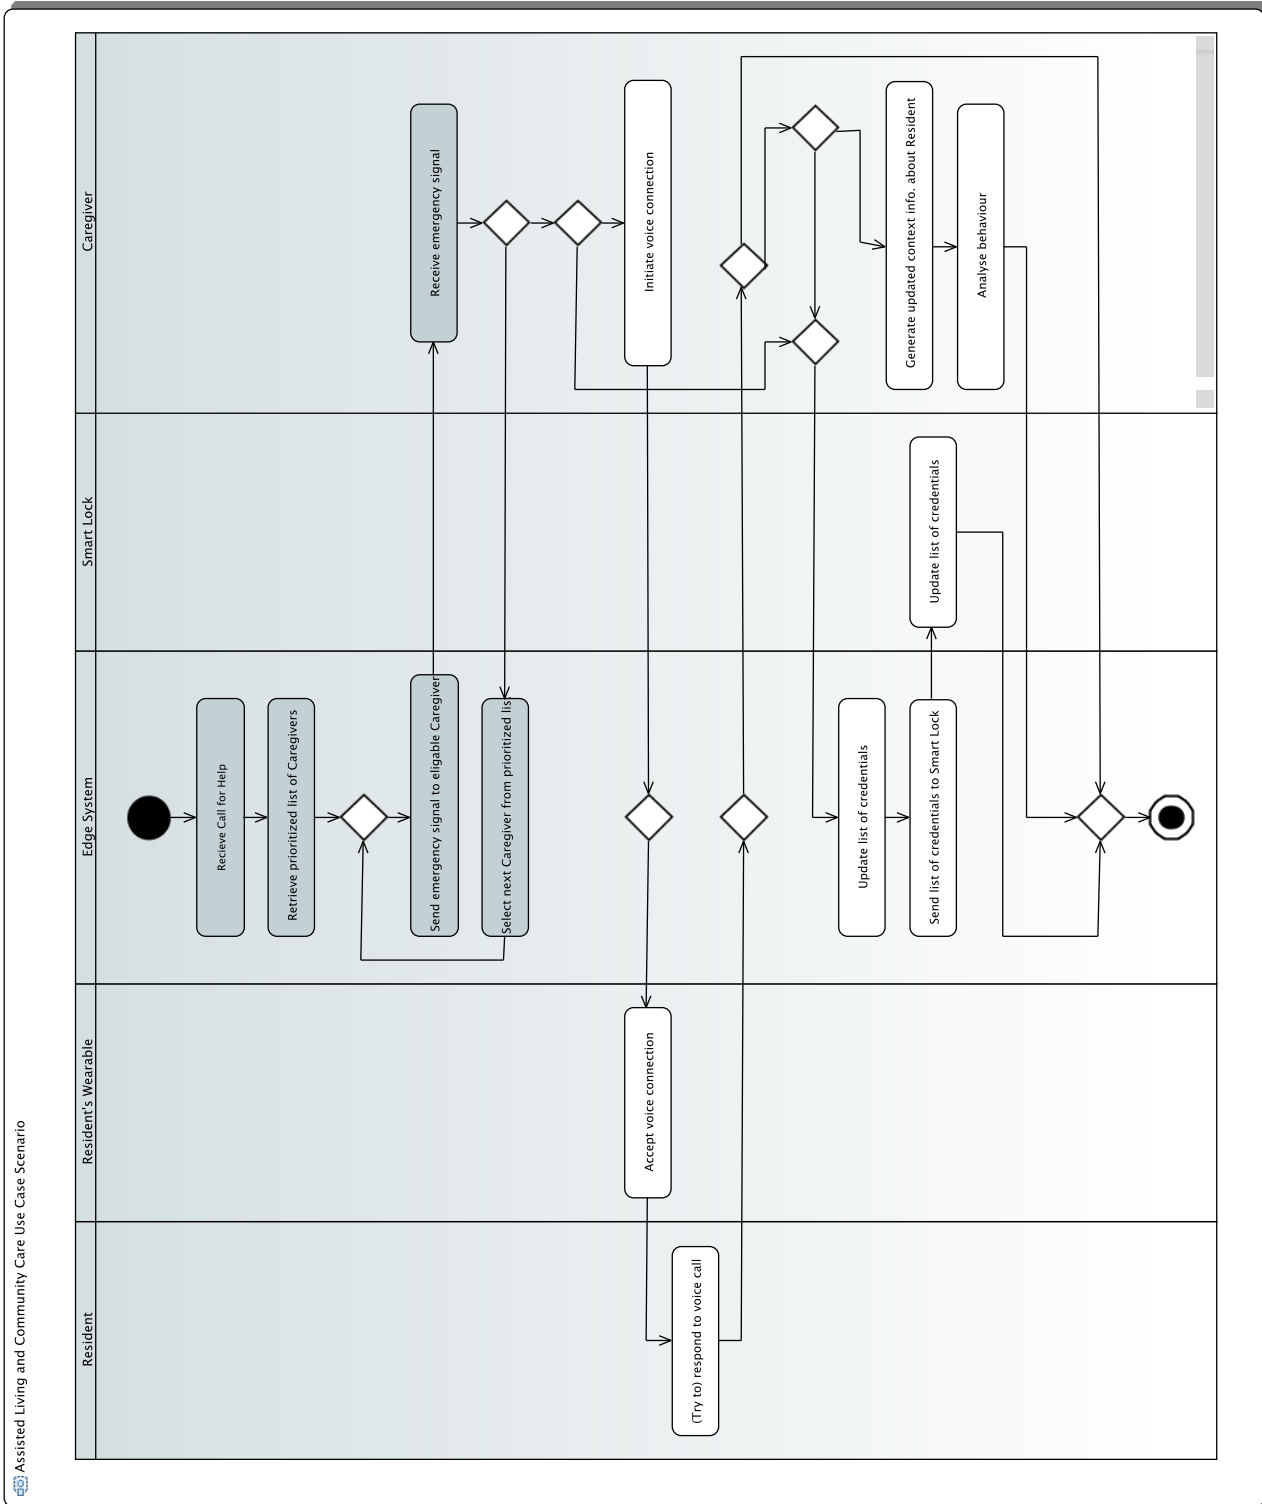 Assisted Living and Community Care Use Case Scenario
Resident
Resident's Wearable
Edge System
Smart Lock
Caregiver
Recieve Call for Help
Retrieve prioritized list of Caregivers
Send emergency signal to eligable Caregiver
Receive emergency signal
Select next Caregiver from prioritized list
Initiate voice connection
Accept voice connection
(Try to) respond to voice call
Update list of credentials
Generate updated context info. about Resident
Send list of credentials to Smart Lock
Update list of credentials
Analyse behaviour